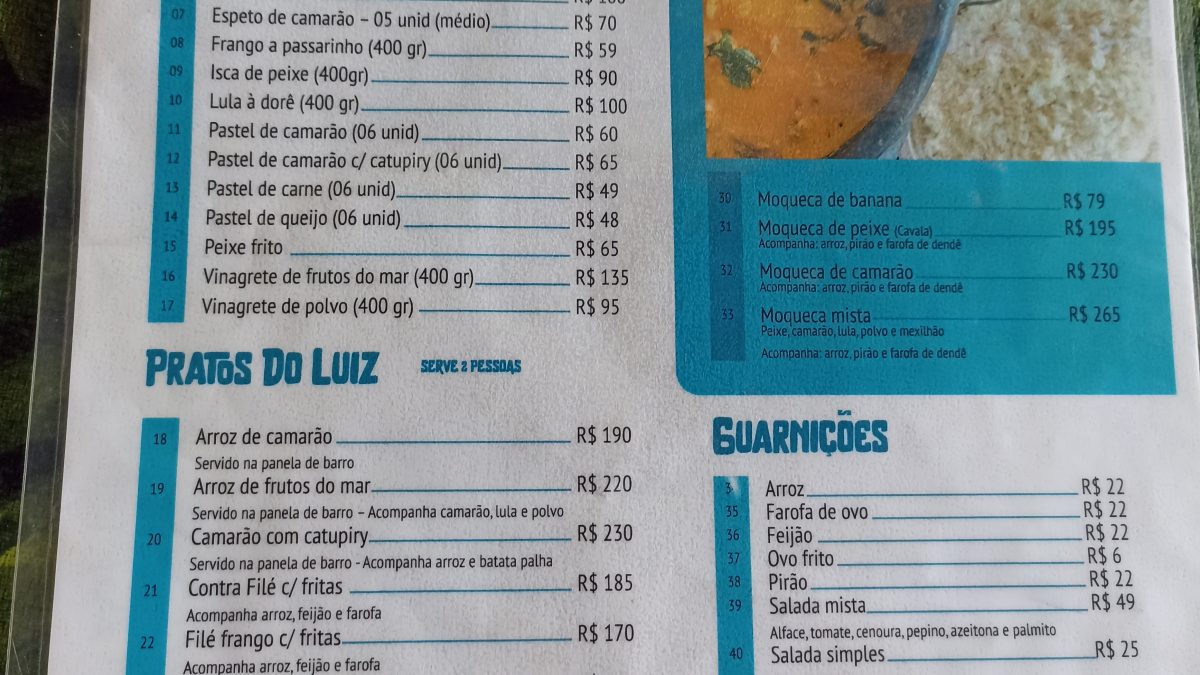 07 Espeto de camarão – 05 unid (médio) R$ 70
08 Frango a passarinho (400 gr) R$ 59
09 Isca de peixe (400gr) R$ 90
10 Lula à dorê (400 gr) R$ 100
11 Pastel de camarão (06 unid) R$ 60
12 Pastel de camarão c/ catupiry (06 unid) R$ 65
13 Pastel de carne (06 unid) R$ 49
14 Pastel de queijo (06 unid) R$ 48
15 Peixe frito R$ 65
16 Vinagrete de frutos do mar (400 gr) R$ 135
17 Vinagrete de polvo (400 gr) R$ 95
PRATOS DO LUIZ SERVE 2 PESSOAS
18 Arroz de camarão R$ 190
Servido na panela de barro
19 Arroz de frutos do mar R$ 220
Servido na panela de barro – Acompanha camarão, lula e polvo
20 Camarão com catupiry R$ 230
Servido na panela de barro - Acompanha arroz e batata palha
21 Contra Filé c/ fritas R$ 185
Acompanha arroz, feijão e farofa
22 Filé frango c/ fritas R$ 170
Acompanha arroz, feijão e farofa
30 Moqueca de banana R$ 79
31 Moqueca de peixe (Cavala) R$ 195
Acompanha: arroz, pirão e farofa de dendê
32 Moqueca de camarão R$ 230
Acompanha: arroz, pirão e farofa de dendê
33 Moqueca mista R$ 265
Peixe, camarão, lula, polvo e mexilhão
Acompanha: arroz, pirão e farofa de dendê
GUARNIÇÕES
Arroz R$ 22
35 Farofa de ovo R$ 22
36 Feijão R$ 22
37 Ovo frito R$ 6
38 Pirão R$ 22
39 Salada mista R$ 49
Alface, tomate, cenoura, pepino, azeitona e palmito
40 Salada simples R$ 25